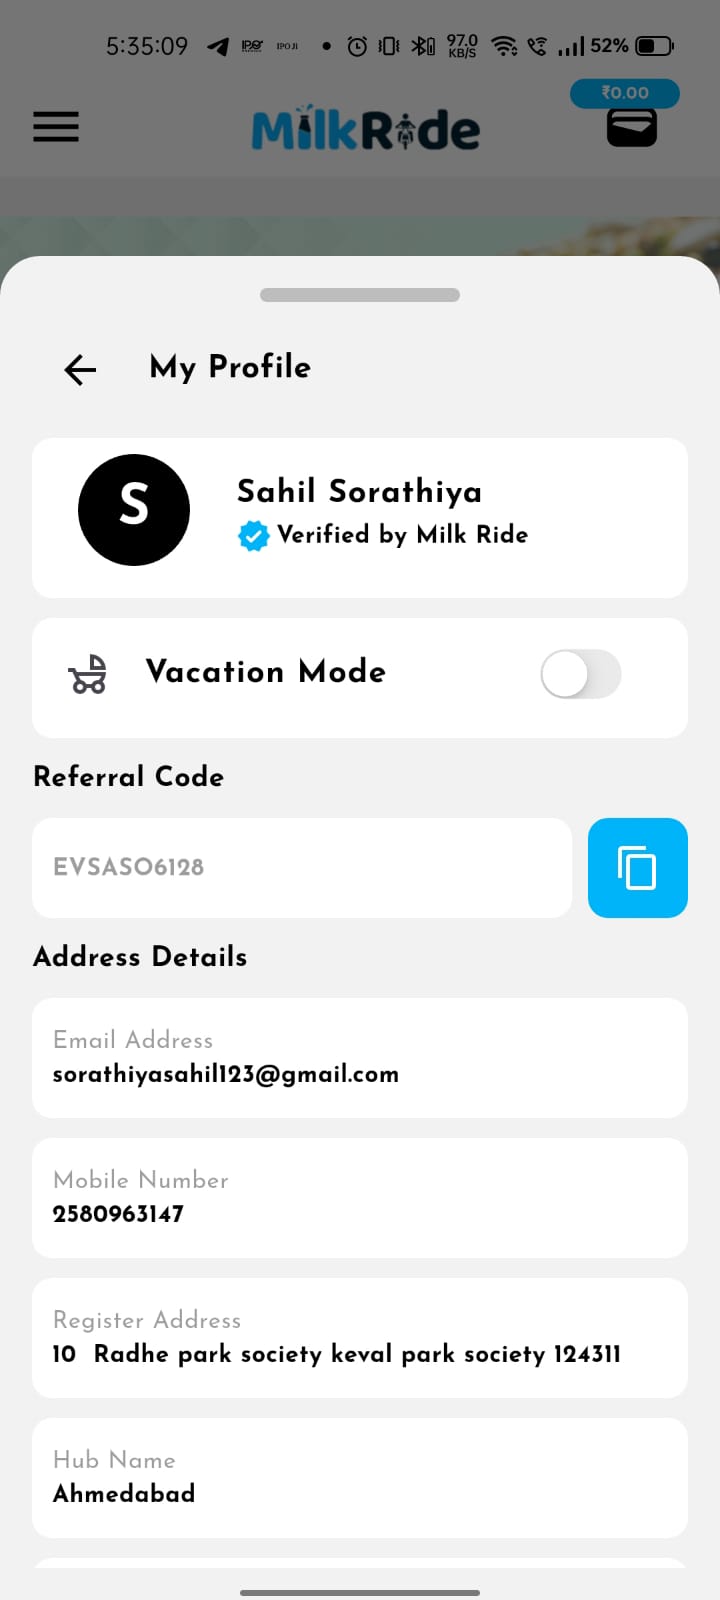 5:35:09 IPO IPOJI 97.0 KB/S 52%
₹0.00
MilkRide
My Profile
S
Sahil Sorathiya
Verified by Milk Ride
Vacation Mode
Referral Code
EVSASO6128
Address Details
Email Address
sorathiyasahil123@gmail.com
Mobile Number
2580963147
Register Address
10 Radhe park society keval park society 124311
Hub Name
Ahmedabad